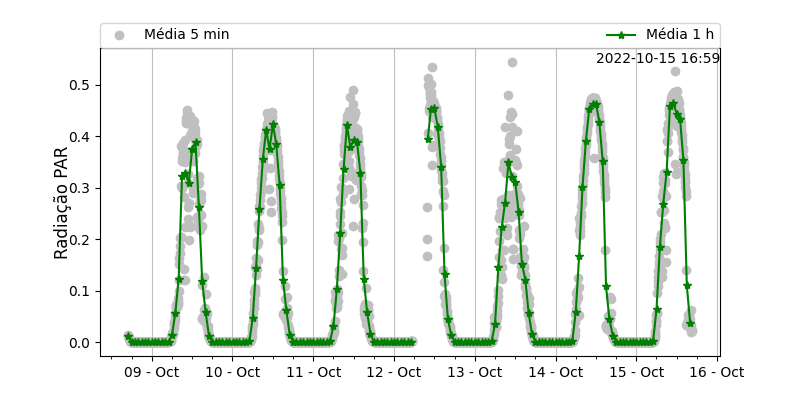 Média 5 min
Média 1 h
2022-10-15 16:59
Radiação PAR
0.5
0.4
0.3
0.2
0.1
0.0
09 - Oct
10 - Oct
11 - Oct
12 - Oct
13 - Oct
14 - Oct
15 - Oct
16 - Oct